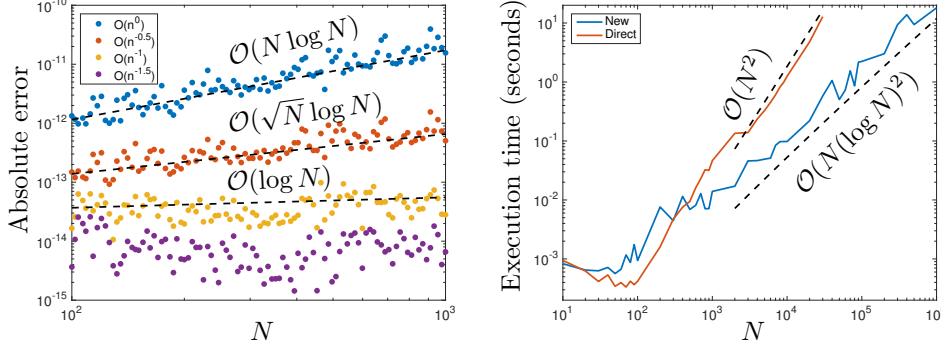 10^-10
10^-11
10^-12
10^-13
10^-14
10^-15
Absolute error
O(n^0)
O(n^-0.5)
O(n^-1)
O(n^-1.5)
𝒪(N log N)
𝒪(√N log N)
𝒪(log N)
10^2
10^3
N
Execution time (seconds)
10^1
10^0
10^-1
10^-2
10^-3
New
Direct
𝒪(N^2)
𝒪(N(log N)^2)
10^1
10^2
10^3
10^4
10^5
10^6
N